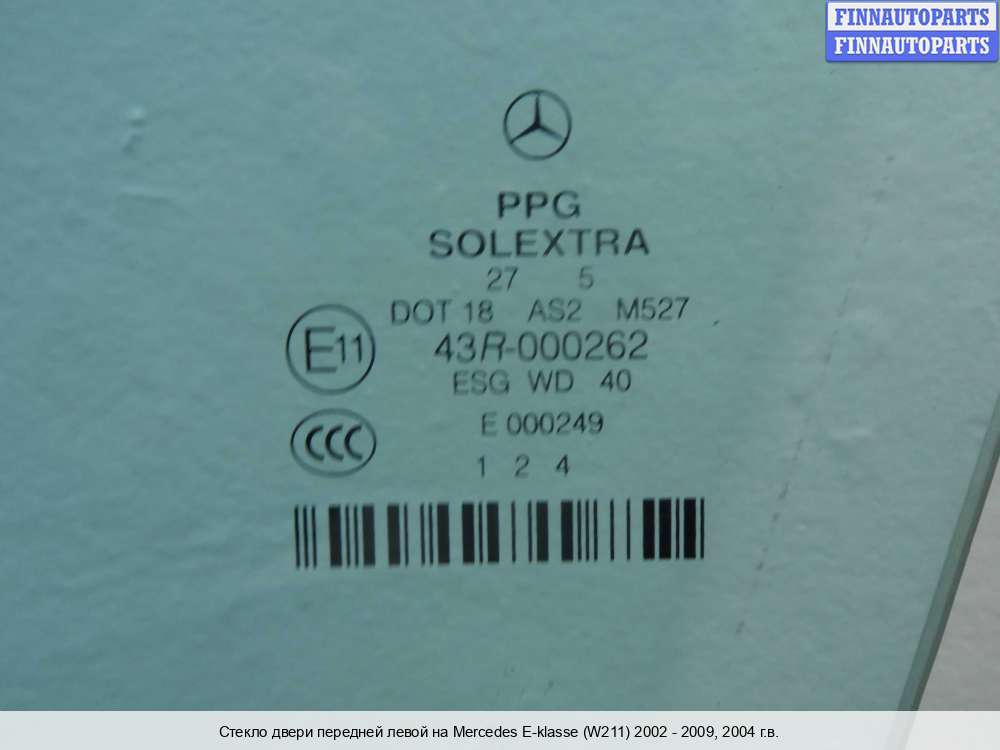 FINNAUTOPARTS
FINNAUTOPARTS
PPG
SOLEXTRA
27 5
DOT 18 AS2 M527
E11 43R-000262
ESG WD 40
CCC E 000249
1 2 4
Стекло двери передней левой на Mercedes E-klasse (W211) 2002 - 2009, 2004 г.в.